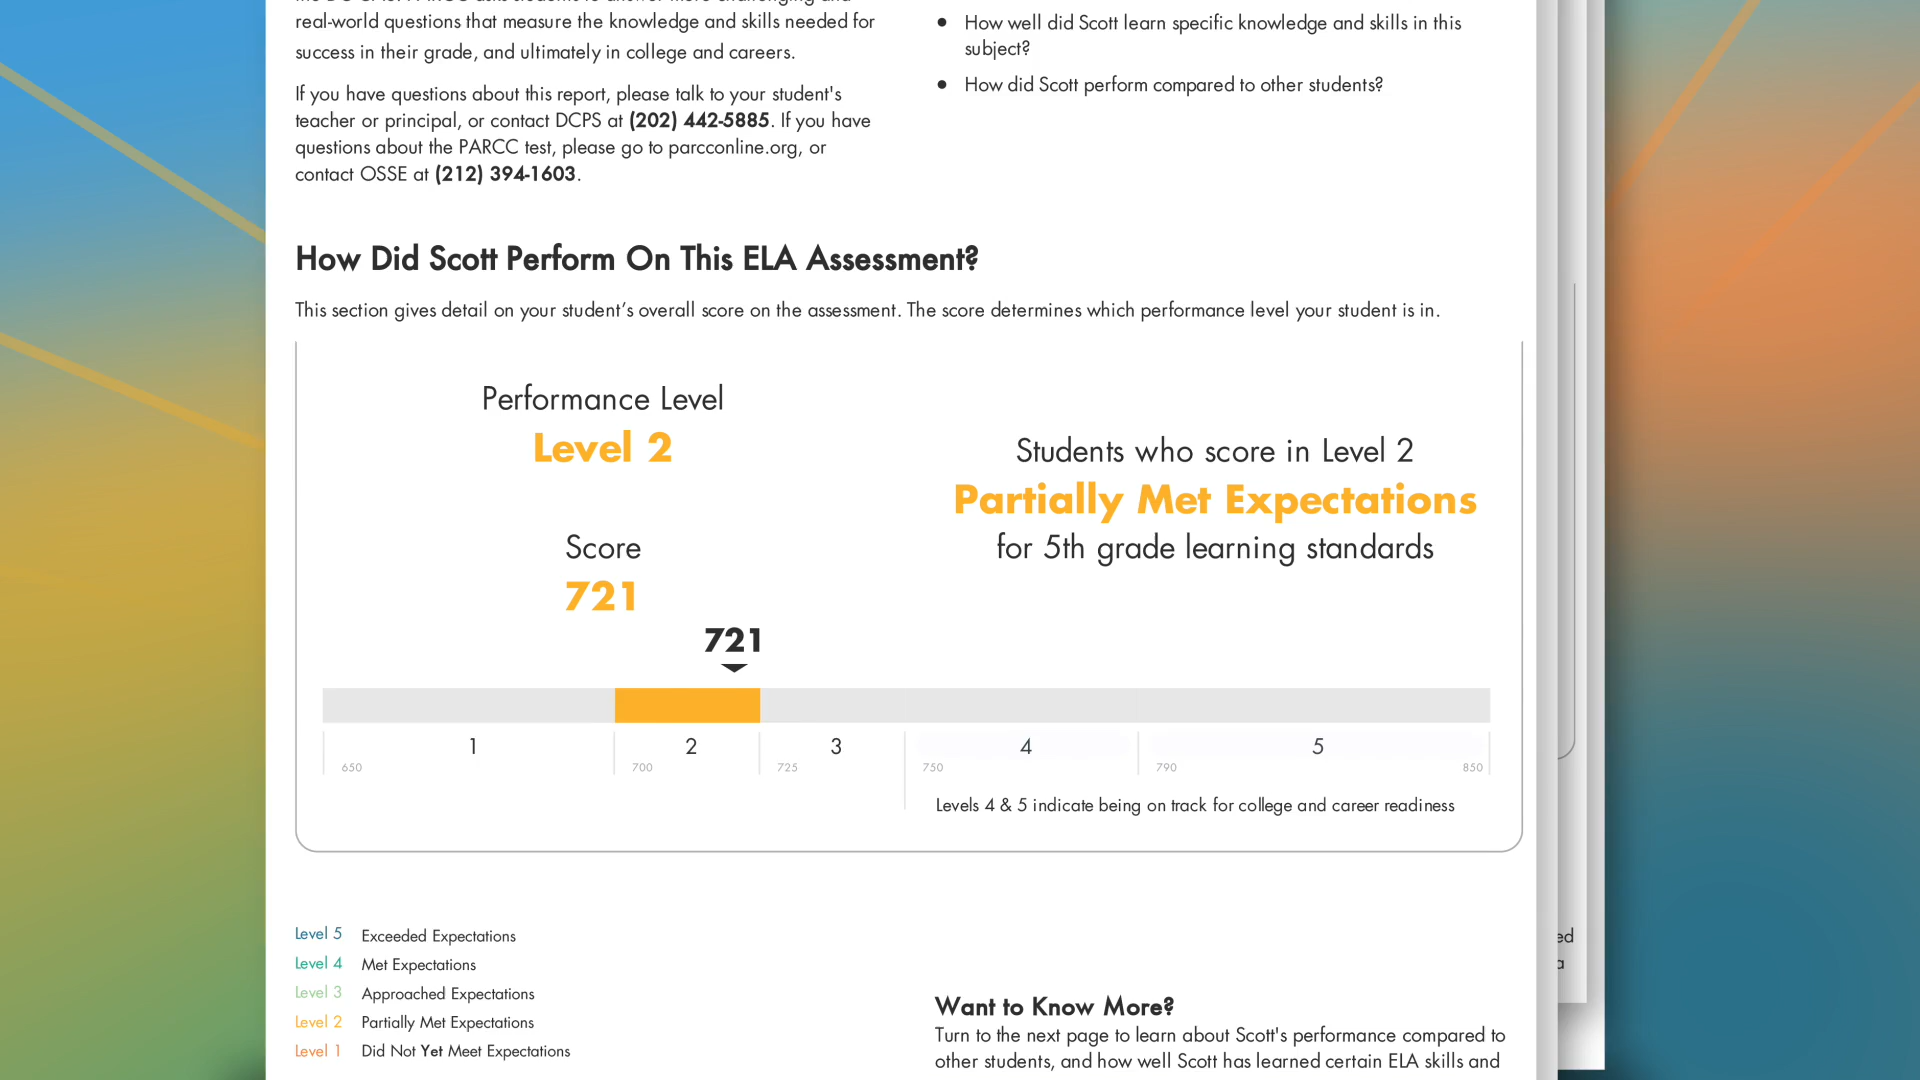 real-world questions that measure the knowledge and skills needed for
success in their grade, and ultimately in college and careers.
If you have questions about this report, please talk to your student's
teacher or principal, or contact DCPS at (202) 442-5885. If you have
questions about the PARCC test, please go to parcconline.org, or
contact OSSE at (212) 394-1603.
• How well did Scott learn specific knowledge and skills in this
subject?
• How did Scott perform compared to other students?
How Did Scott Perform On This ELA Assessment?
This section gives detail on your student’s overall score on the assessment. The score determines which performance level your student is in.
Performance Level
Level 2
Score
721
Students who score in Level 2
Partially Met Expectations
for 5th grade learning standards
721
1 2 3 4 5
650 700 725 750 790 850
Levels 4 & 5 indicate being on track for college and career readiness
Level 5 Exceeded Expectations
Level 4 Met Expectations
Level 3 Approached Expectations
Level 2 Partially Met Expectations
Level 1 Did Not Yet Meet Expectations
Want to Know More?
Turn to the next page to learn about Scott's performance compared to
other students, and how well Scott has learned certain ELA skills and
ed
a